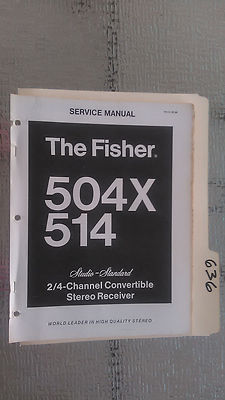 SERVICE MANUAL
The Fisher®
504X
514
Studio-Standard
2/4-Channel Convertible
Stereo Receiver
WORLD LEADER IN HIGH QUALITY STEREO
636